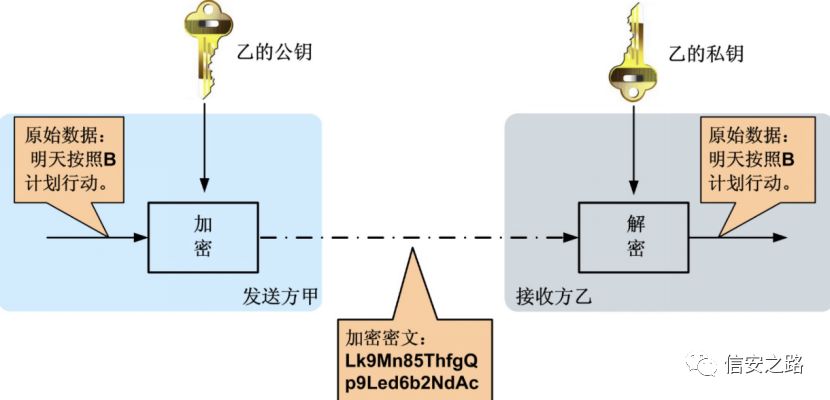 乙的公钥
乙的私钥
原始数据：
明天按照B
计划行动。
原始数据：
明天按照B
计划行动。
加
密
解
密
发送方甲
接收方乙
加密密文：
Lk9Mn85ThfgQ
p9Led6b2NdAc
信安之路